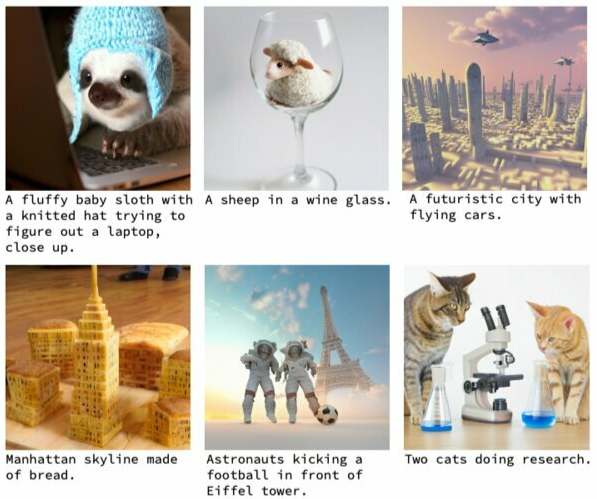 A fluffy baby sloth with
a knitted hat trying to
figure out a laptop,
close up.
A sheep in a wine glass.
A futuristic city with
flying cars.
Manhattan skyline made
of bread.
Astronauts kicking a
football in front of
Eiffel tower.
Two cats doing research.